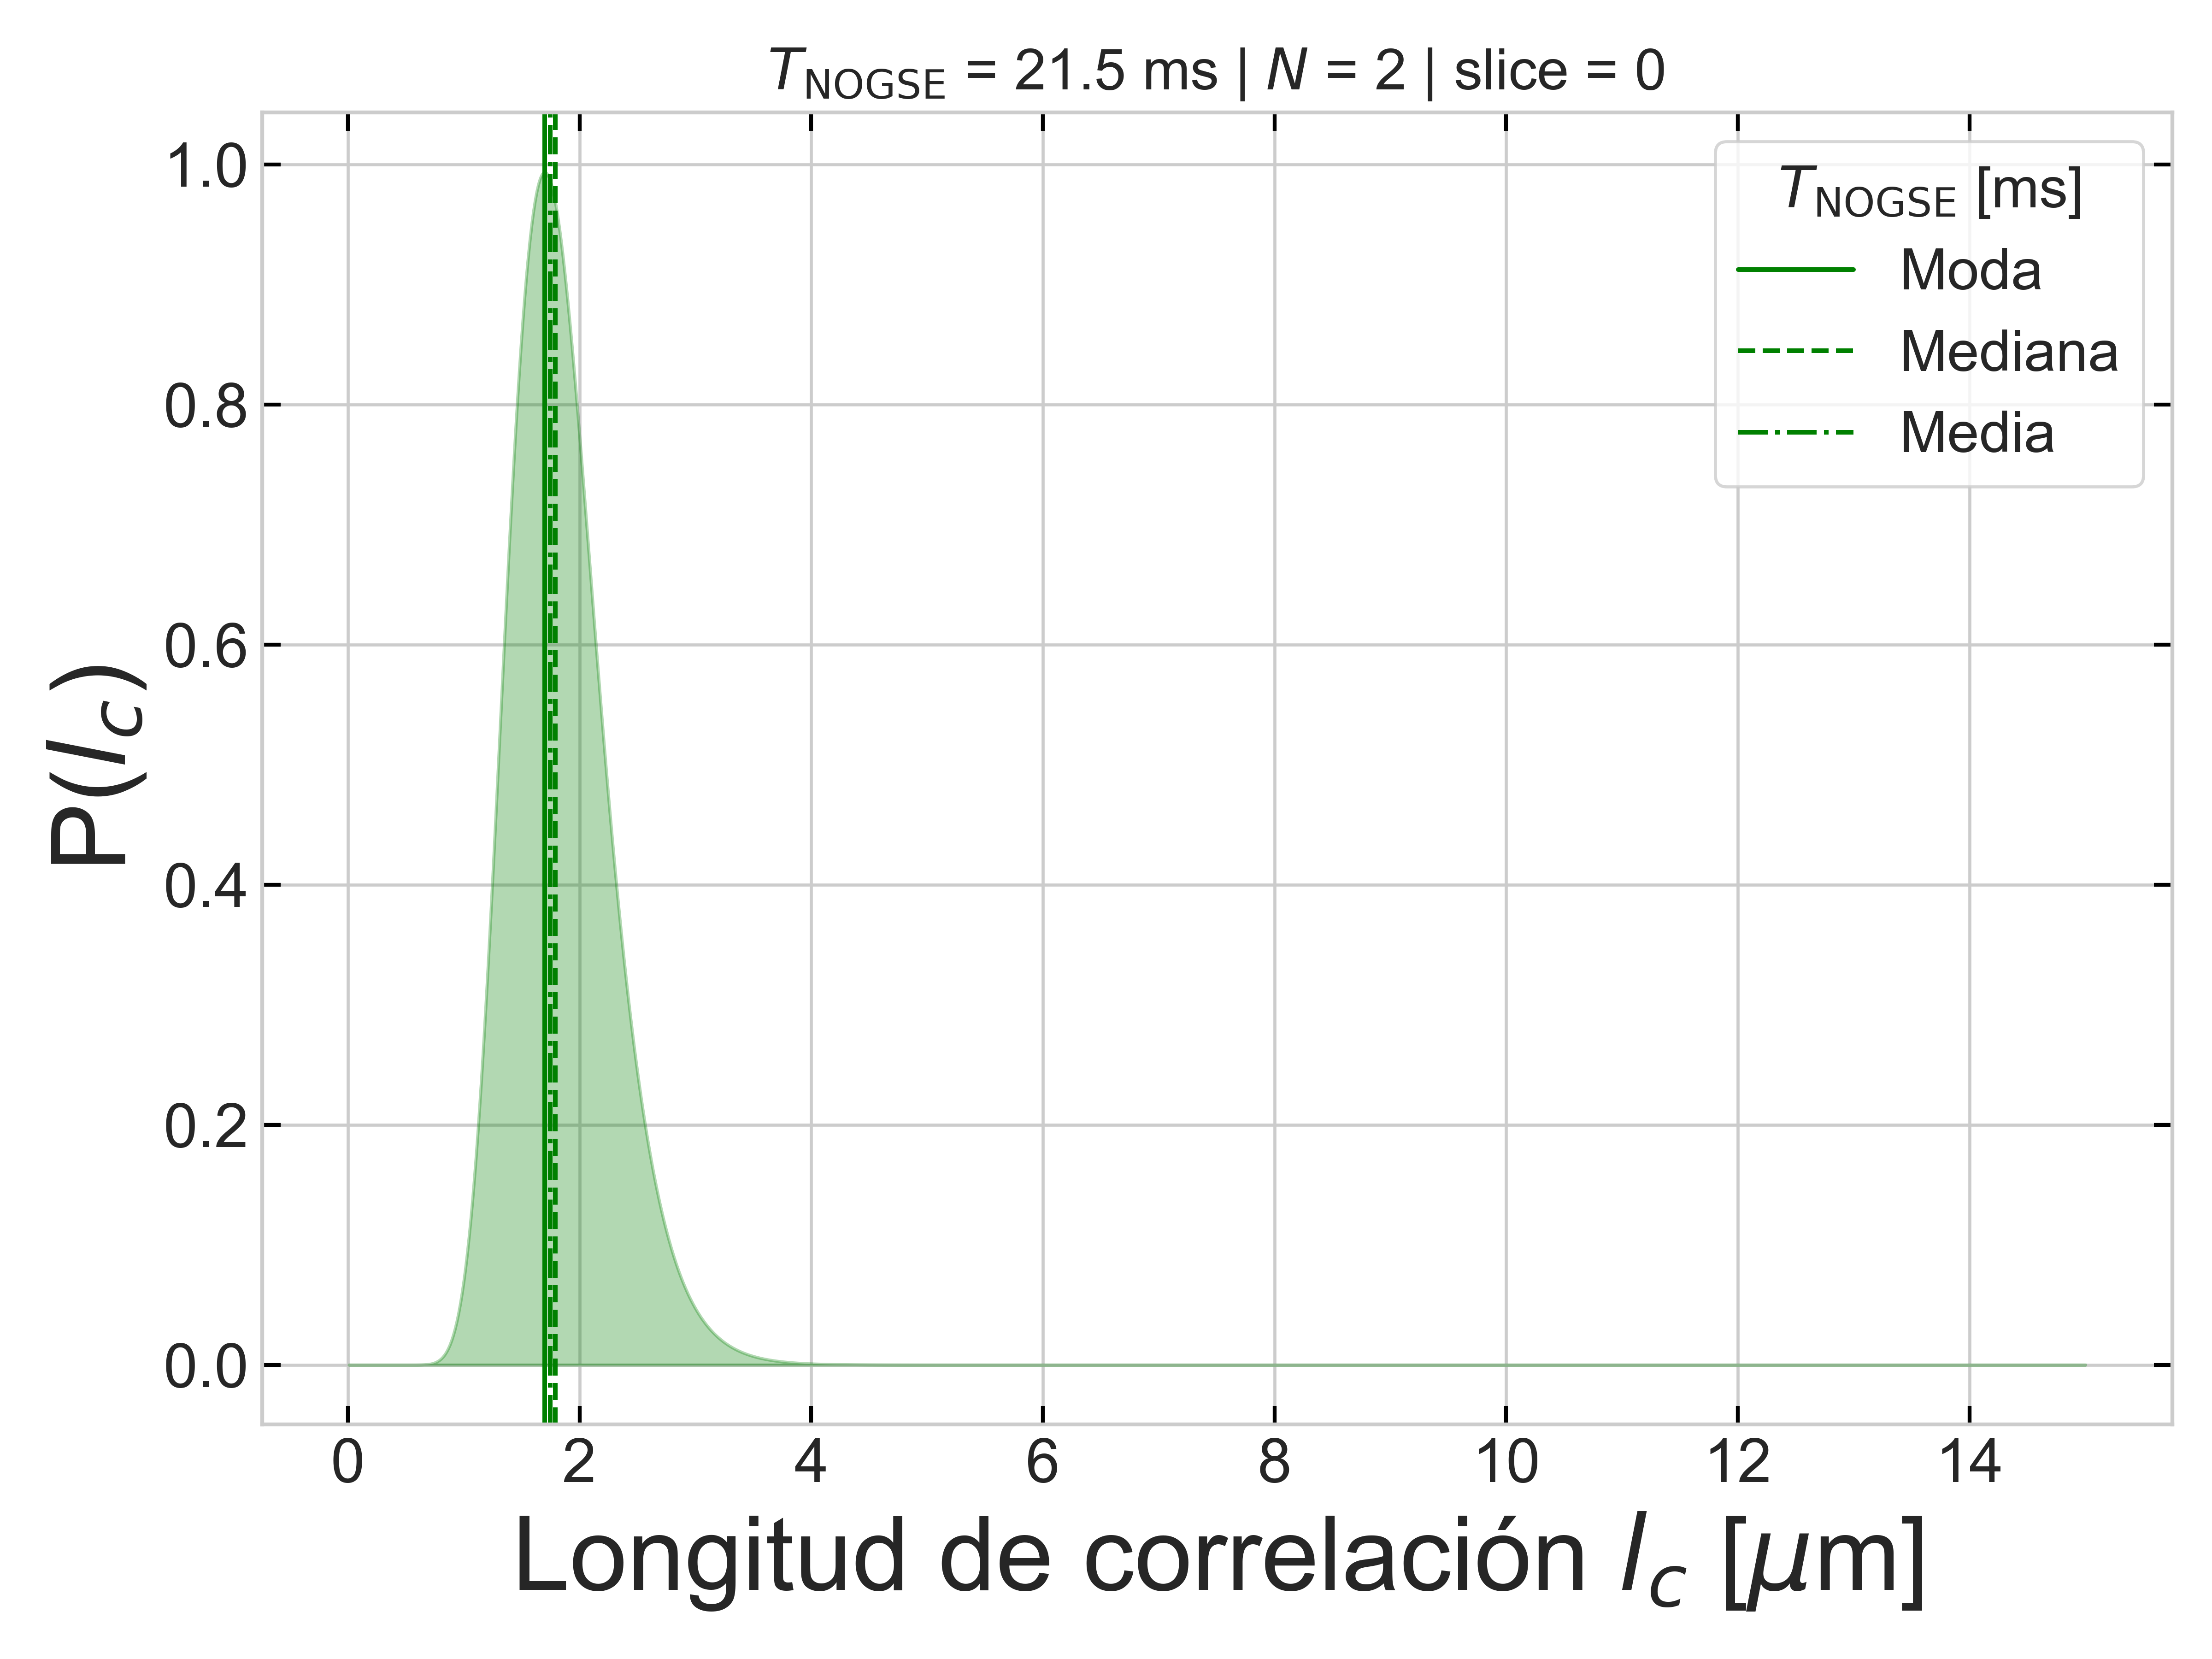 T_NOGSE = 21.5 ms | N = 2 | slice = 0
T_NOGSE [ms]
Moda
Mediana
Media
P(l_c)
1.0
0.8
0.6
0.4
0.2
0.0
0 2 4 6 8 10 12 14
Longitud de correlación l_c [μm]